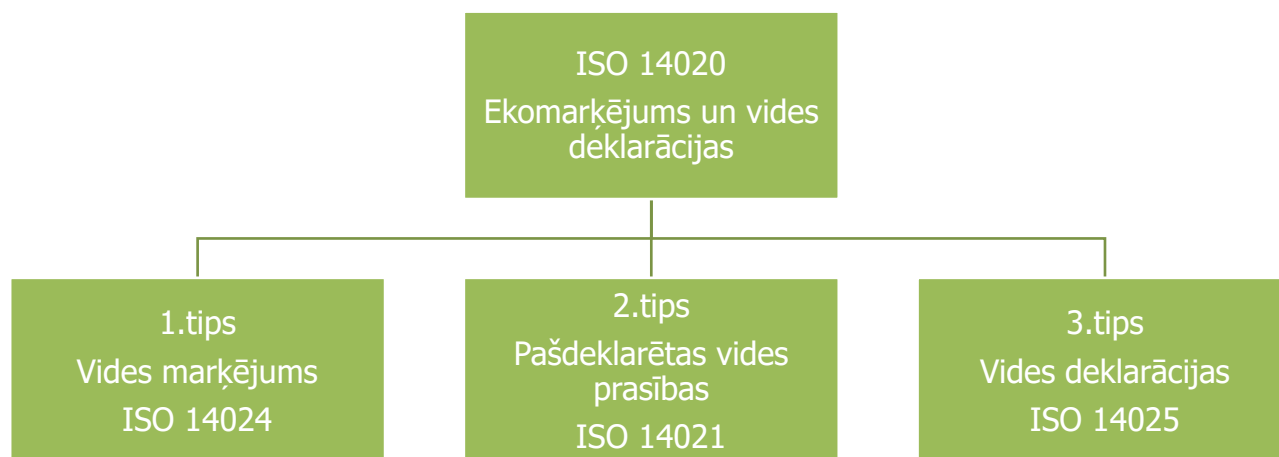 ISO 14020
Ekomarķējums un vides
deklarācijas
1.tips
Vides marķējums
ISO 14024
2.tips
Pašdeklarētas vides
prasības
ISO 14021
3.tips
Vides deklarācijas
ISO 14025